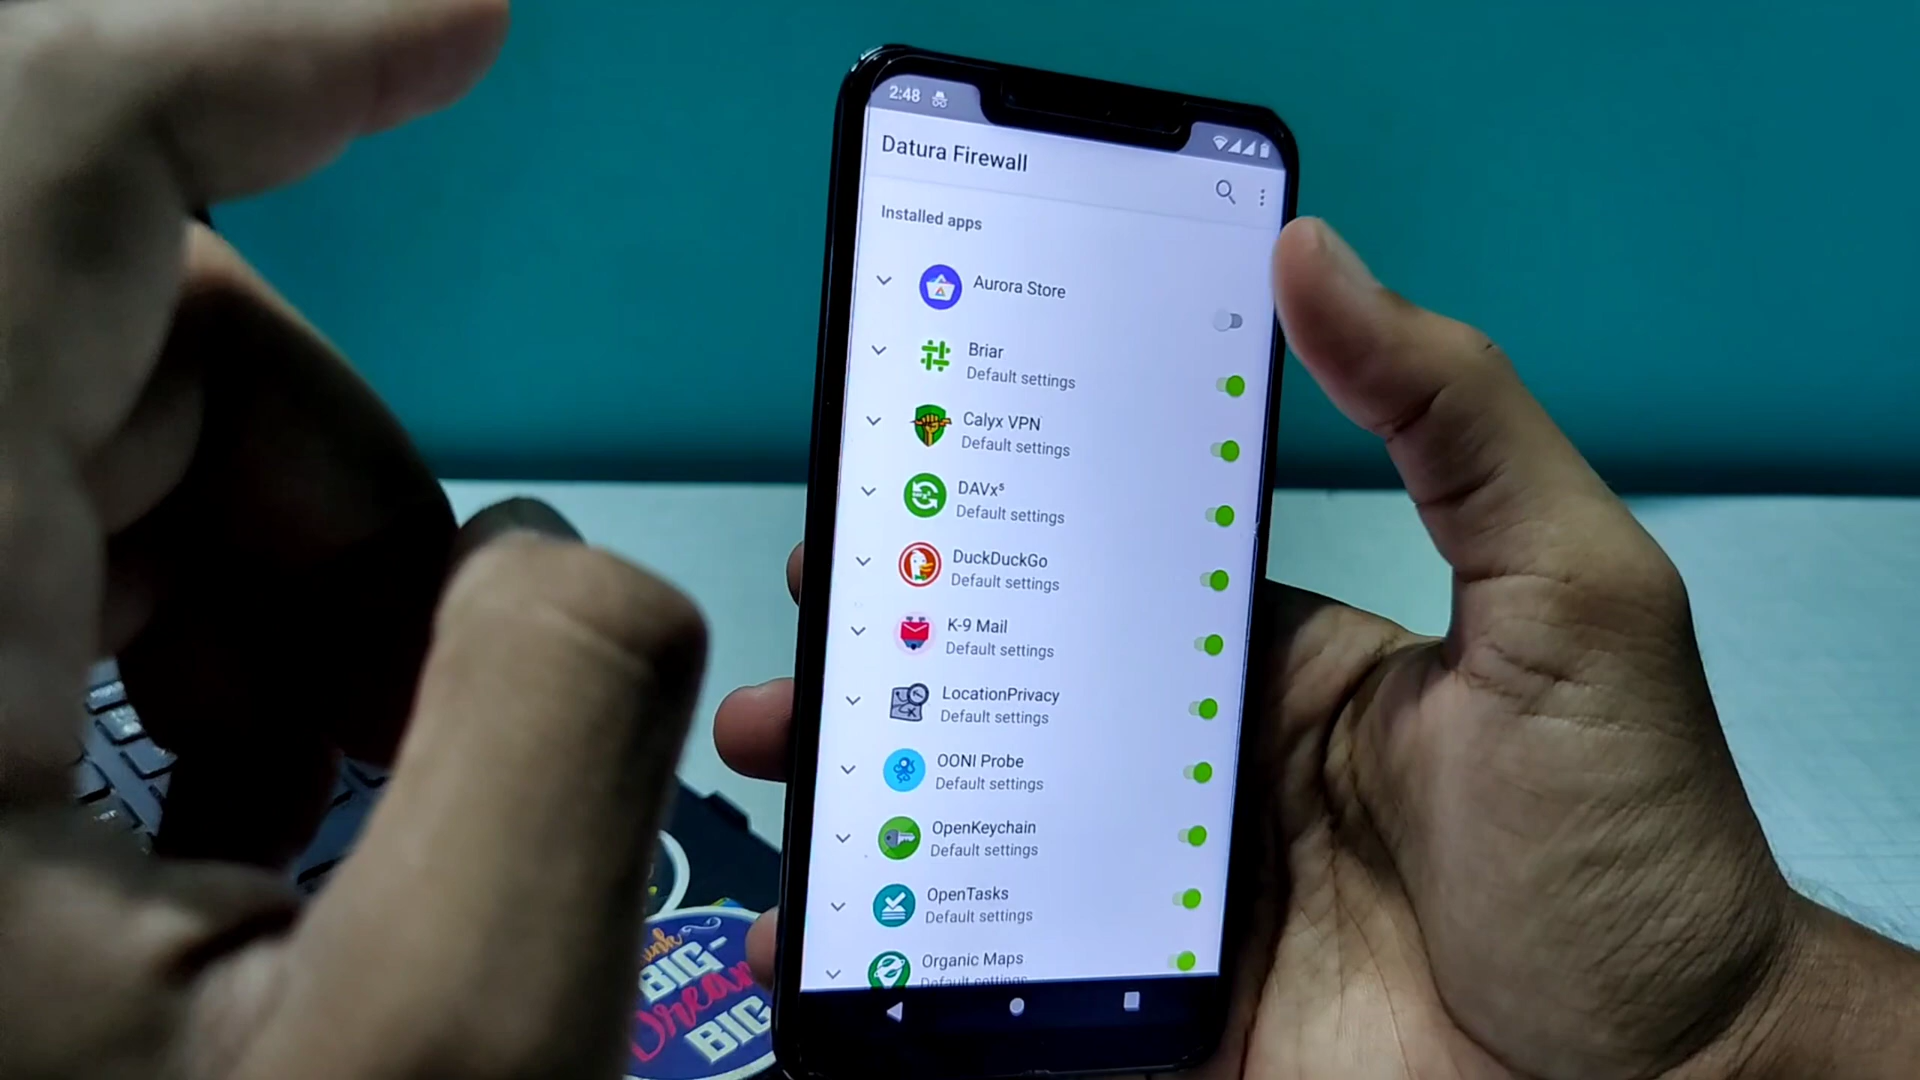 2:48
Datura Firewall
Installed apps
Aurora Store
Briar
Default settings
Calyx VPN
Default settings
DAVx⁵
Default settings
DuckDuckGo
Default settings
K-9 Mail
Default settings
LocationPrivacy
Default settings
OONI Probe
Default settings
OpenKeychain
Default settings
OpenTasks
Default settings
Organic Maps
Default settings
BIG-
BIG